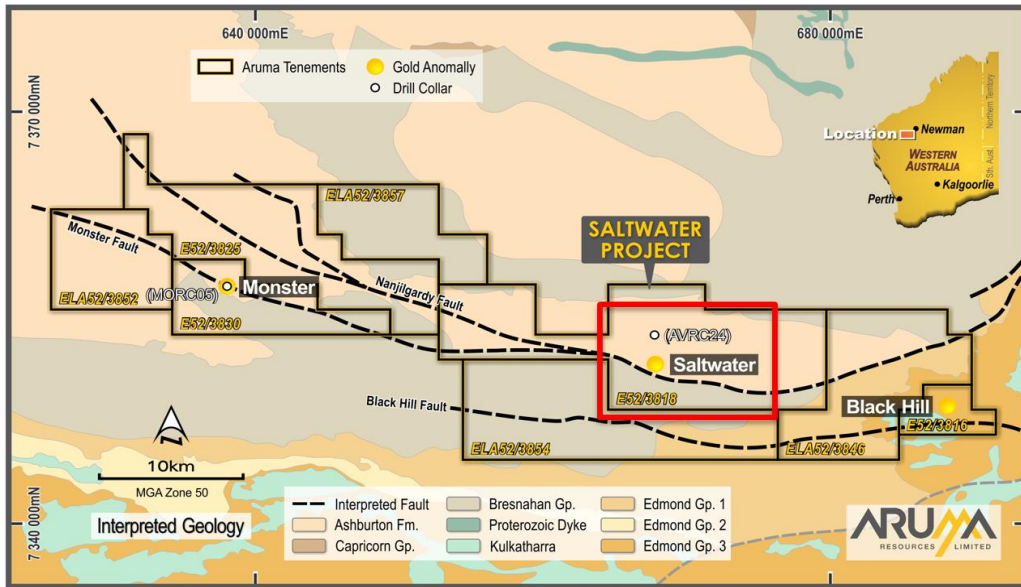 640 000mE
680 000mE
7 370 000mN
7 340 000mN
Aruma Tenements
Gold Anomaly
Drill Collar
Location
Newman
WESTERN
AUSTRALIA
Kalgoorlie
Perth
Northern Territory
Sth. Aust.
ELA52/3857
SALTWATER
PROJECT
Monster Fault
E52/3825
Nanjilgardy Fault
(MORC05)
Monster
ELA52/3852
E52/3830
(AVRC24)
Saltwater
Black Hill Fault
E52/3818
Black Hill
E52/3816
ELA52/3854
ELA52/3846
10km
MGA Zone 50
Interpreted Geology
Interpreted Fault
Ashburton Fm.
Capricorn Gp.
Bresnahan Gp.
Proterozoic Dyke
Kulkatharra
Edmond Gp. 1
Edmond Gp. 2
Edmond Gp. 3
ARUMA
RESOURCES LIMITED